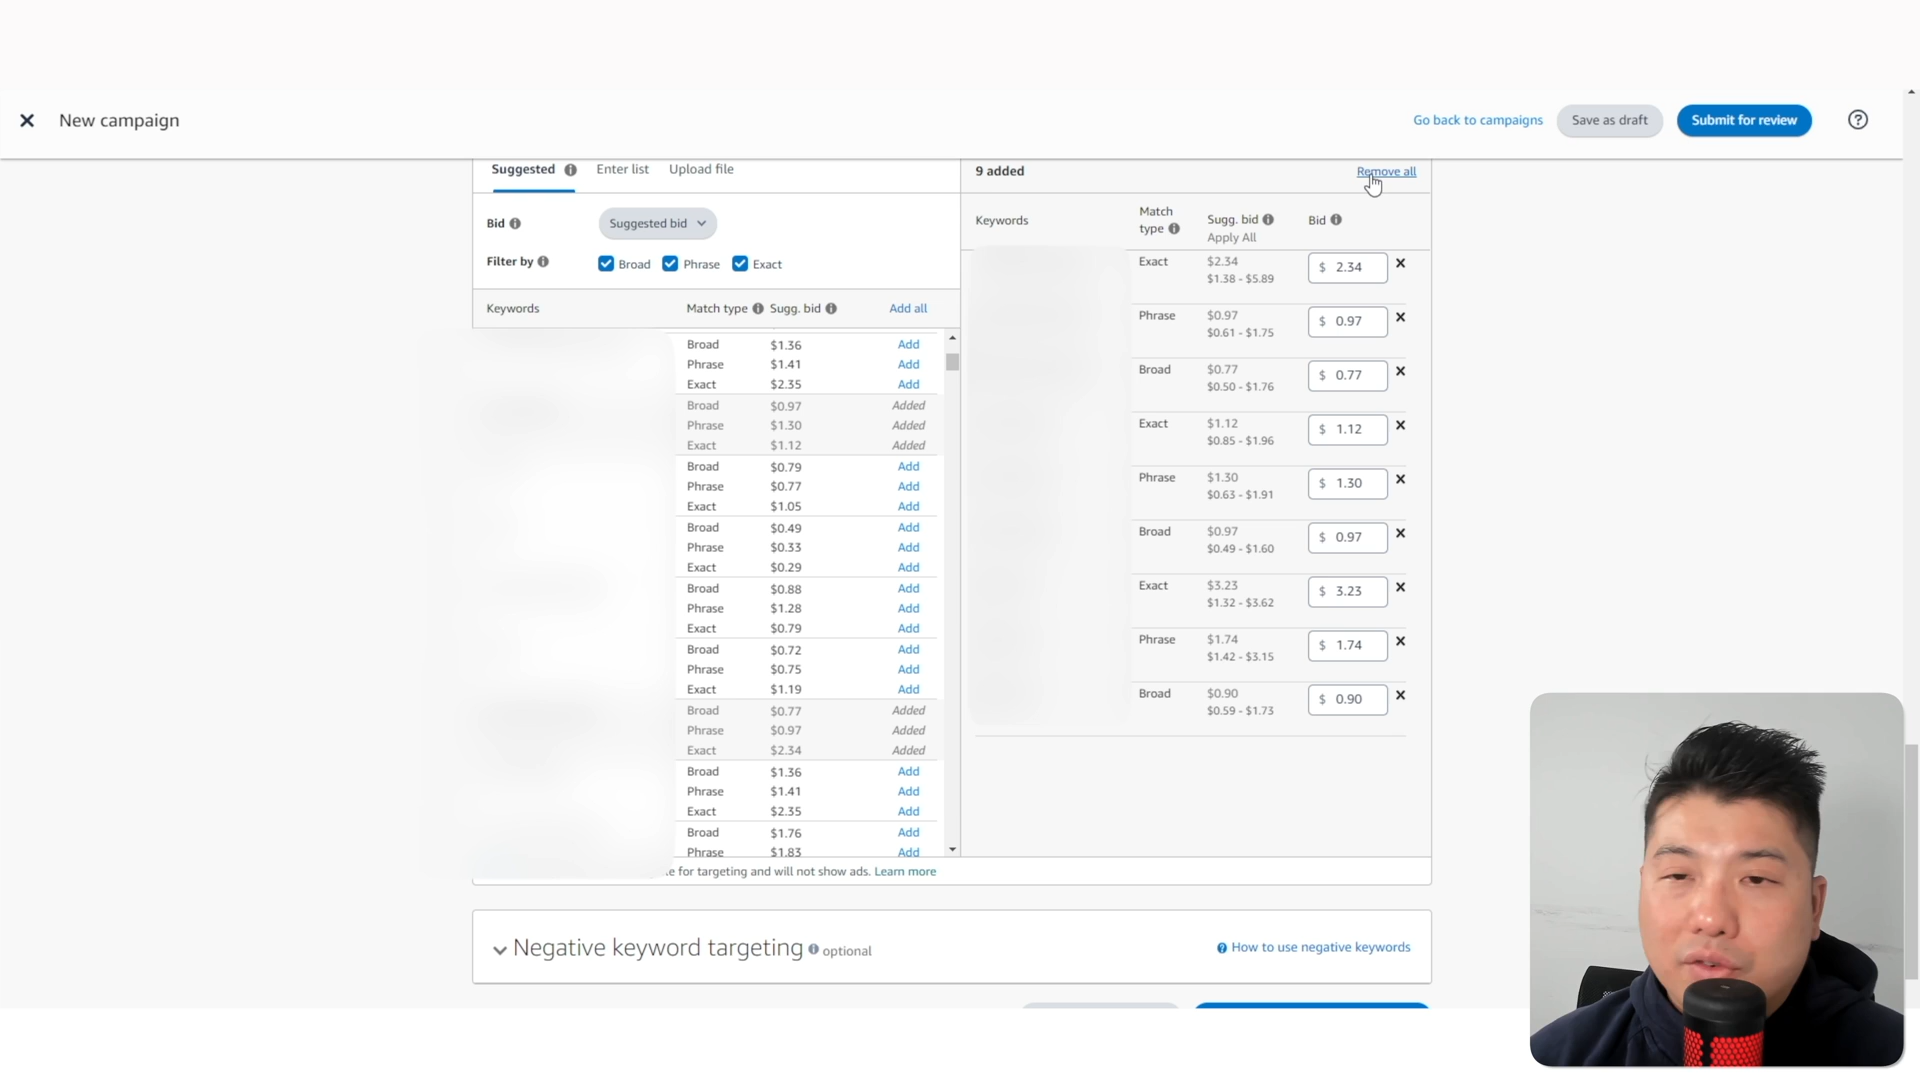 New campaign
Go back to campaigns
Save as draft
Submit for review
Suggested
Enter list
Upload file
Bid
Suggested bid
Filter by
Broad
Phrase
Exact
Keywords
Match type
Sugg. bid
Add all
Broad $1.36 Add
Phrase $1.41 Add
Exact $2.35 Add
Broad $0.97 Added
Phrase $1.30 Added
Exact $1.12 Added
Broad $0.79 Add
Phrase $0.77 Add
Exact $1.05 Add
Broad $0.49 Add
Phrase $0.33 Add
Exact $0.29 Add
Broad $0.88 Add
Phrase $1.28 Add
Exact $0.79 Add
Broad $0.72 Add
Phrase $0.75 Add
Exact $1.19 Add
Broad $0.77 Added
Phrase $0.97 Added
Exact $2.34 Added
Broad $1.36 Add
Phrase $1.41 Add
Exact $2.35 Add
Broad $1.76 Add
Phrase $1.83 Add
for targeting and will not show ads. Learn more
9 added
Remove all
Keywords
Match
type
Sugg. bid
Apply All
Bid
Exact $2.34 $ 2.34
$1.38 - $5.89
Phrase $0.97 $ 0.97
$0.61 - $1.75
Broad $0.77 $ 0.77
$0.50 - $1.76
Exact $1.12 $ 1.12
$0.85 - $1.96
Phrase $1.30 $ 1.30
$0.63 - $1.91
Broad $0.97 $ 0.97
$0.49 - $1.60
Exact $3.23 $ 3.23
$1.32 - $3.62
Phrase $1.74 $ 1.74
$1.42 - $3.15
Broad $0.90 $ 0.90
$0.59 - $1.73
Negative keyword targeting optional
How to use negative keywords